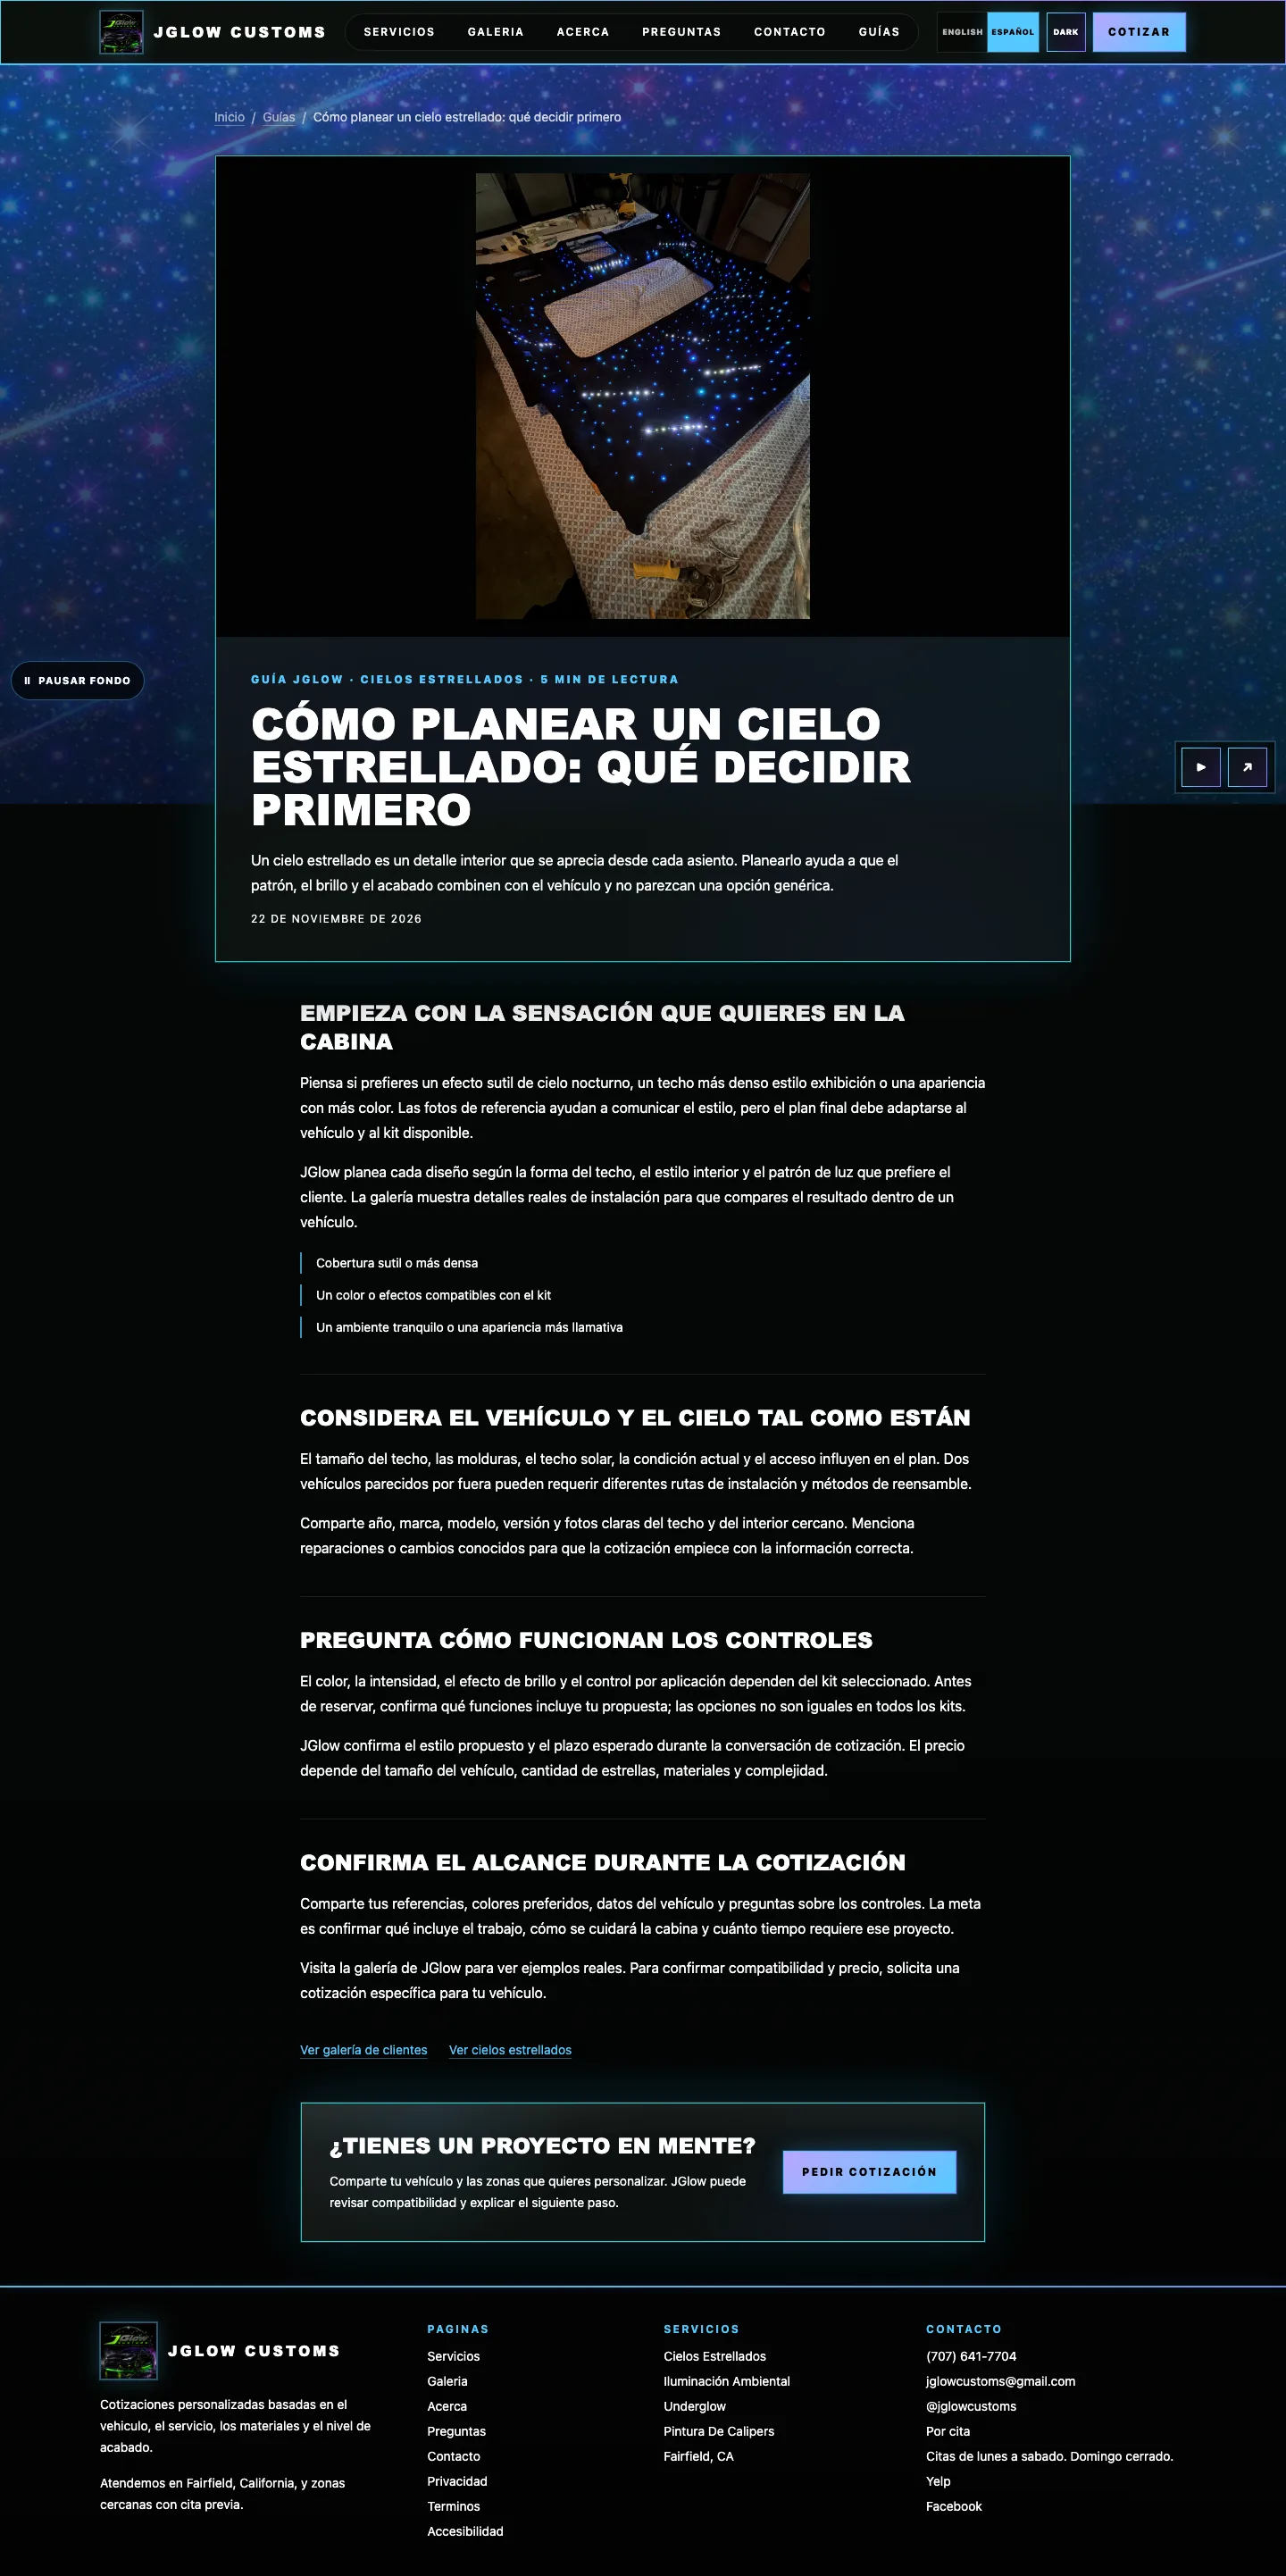 JGLOW CUSTOMS
SERVICIOS
GALERIA
ACERCA
PREGUNTAS
CONTACTO
GUÍAS
ENGLISH
ESPAÑOL
DARK
COTIZAR
Inicio / Guías / Cómo planear un cielo estrellado: qué decidir primero
PAUSAR FONDO
GUÍA JGLOW · CIELOS ESTRELLADOS · 5 MIN DE LECTURA
CÓMO PLANEAR UN CIELO
ESTRELLADO: QUÉ DECIDIR
PRIMERO
Un cielo estrellado es un detalle interior que se aprecia desde cada asiento. Planearlo ayuda a que el
patrón, el brillo y el acabado combinen con el vehículo y no parezcan una opción genérica.
22 DE NOVIEMBRE DE 2026
EMPIEZA CON LA SENSACIÓN QUE QUIERES EN LA
CABINA
Piensa si prefieres un efecto sutil de cielo nocturno, un techo más denso estilo exhibición o una apariencia
con más color. Las fotos de referencia ayudan a comunicar el estilo, pero el plan final debe adaptarse al
vehículo y al kit disponible.
JGlow planea cada diseño según la forma del techo, el estilo interior y el patrón de luz que prefiere el
cliente. La galería muestra detalles reales de instalación para que compares el resultado dentro de un
vehículo.
Cobertura sutil o más densa
Un color o efectos compatibles con el kit
Un ambiente tranquilo o una apariencia más llamativa
CONSIDERA EL VEHÍCULO Y EL CIELO TAL COMO ESTÁN
El tamaño del techo, las molduras, el techo solar, la condición actual y el acceso influyen en el plan. Dos
vehículos parecidos por fuera pueden requerir diferentes rutas de instalación y métodos de reensamble.
Comparte año, marca, modelo, versión y fotos claras del techo y del interior cercano. Menciona
reparaciones o cambios conocidos para que la cotización empiece con la información correcta.
PREGUNTA CÓMO FUNCIONAN LOS CONTROLES
El color, la intensidad, el efecto de brillo y el control por aplicación dependen del kit seleccionado. Antes
de reservar, confirma qué funciones incluye tu propuesta; las opciones no son iguales en todos los kits.
JGlow confirma el estilo propuesto y el plazo esperado durante la conversación de cotización. El precio
depende del tamaño del vehículo, cantidad de estrellas, materiales y complejidad.
CONFIRMA EL ALCANCE DURANTE LA COTIZACIÓN
Comparte tus referencias, colores preferidos, datos del vehículo y preguntas sobre los controles. La meta
es confirmar qué incluye el trabajo, cómo se cuidará la cabina y cuánto tiempo requiere ese proyecto.
Visita la galería de JGlow para ver ejemplos reales. Para confirmar compatibilidad y precio, solicita una
cotización específica para tu vehículo.
Ver galería de clientes
Ver cielos estrellados
¿TIENES UN PROYECTO EN MENTE?
Comparte tu vehículo y las zonas que quieres personalizar. JGlow puede
revisar compatibilidad y explicar el siguiente paso.
PEDIR COTIZACIÓN
JGLOW CUSTOMS
Cotizaciones personalizadas basadas en el
vehiculo, el servicio, los materiales y el nivel de
acabado.
Atendemos en Fairfield, California, y zonas
cercanas con cita previa.
PAGINAS
Servicios
Galeria
Acerca
Preguntas
Contacto
Privacidad
Terminos
Accesibilidad
SERVICIOS
Cielos Estrellados
Iluminación Ambiental
Underglow
Pintura De Calipers
Fairfield, CA
CONTACTO
(707) 641-7704
jglowcustoms@gmail.com
@jglowcustoms
Por cita
Citas de lunes a sabado. Domingo cerrado.
Yelp
Facebook